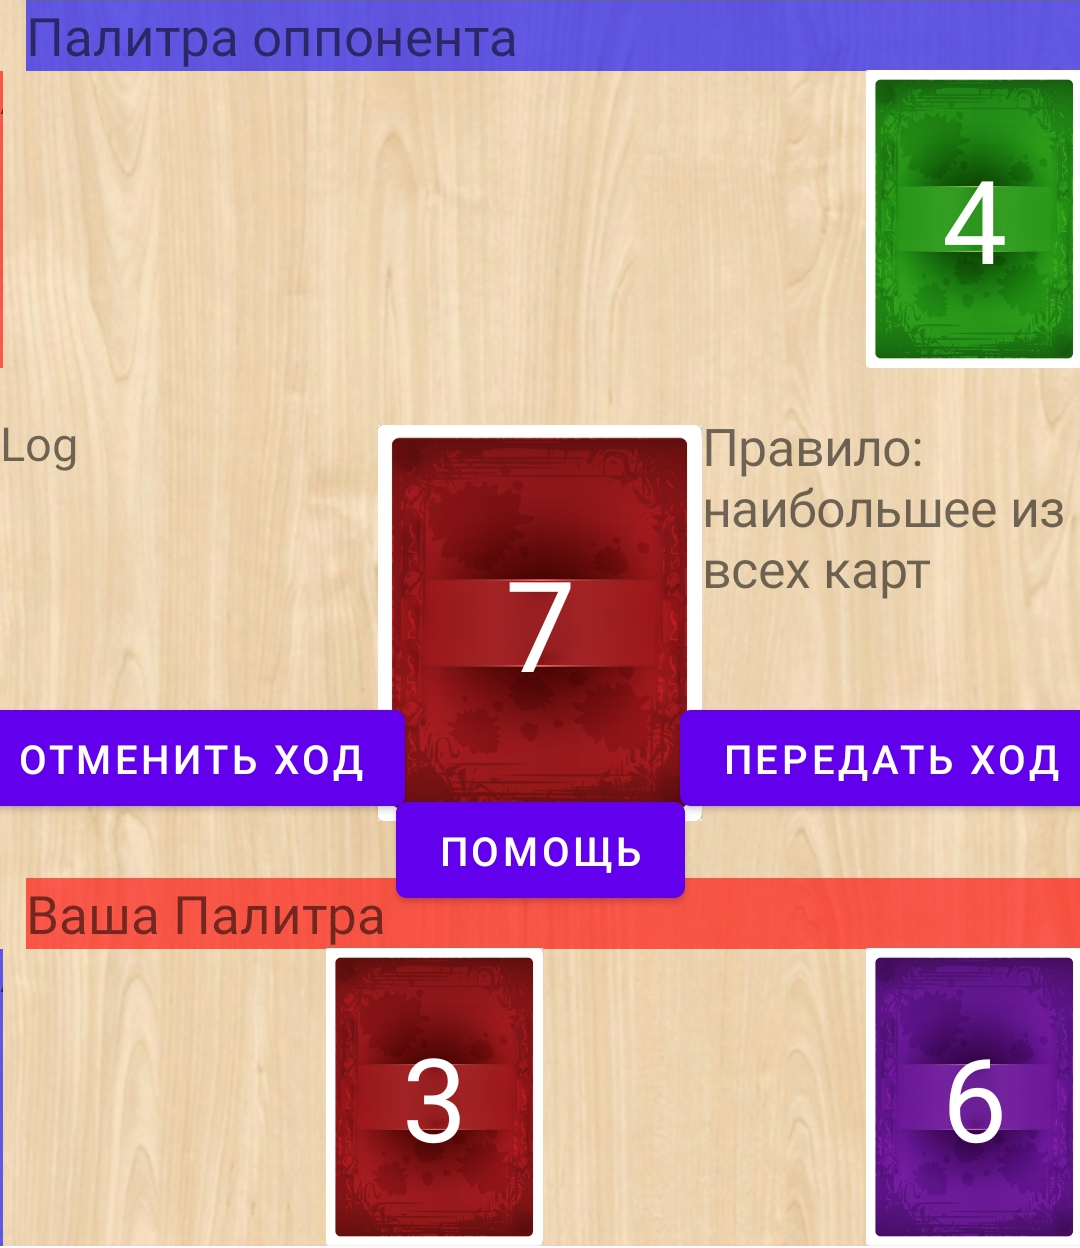 Палитра оппонента
4
Log
Правило:
наибольшее из
всех карт
7
ОТМЕНИТЬ ХОД
ПЕРЕДАТЬ ХОД
ПОМОЩЬ
Ваша Палитра
3
6